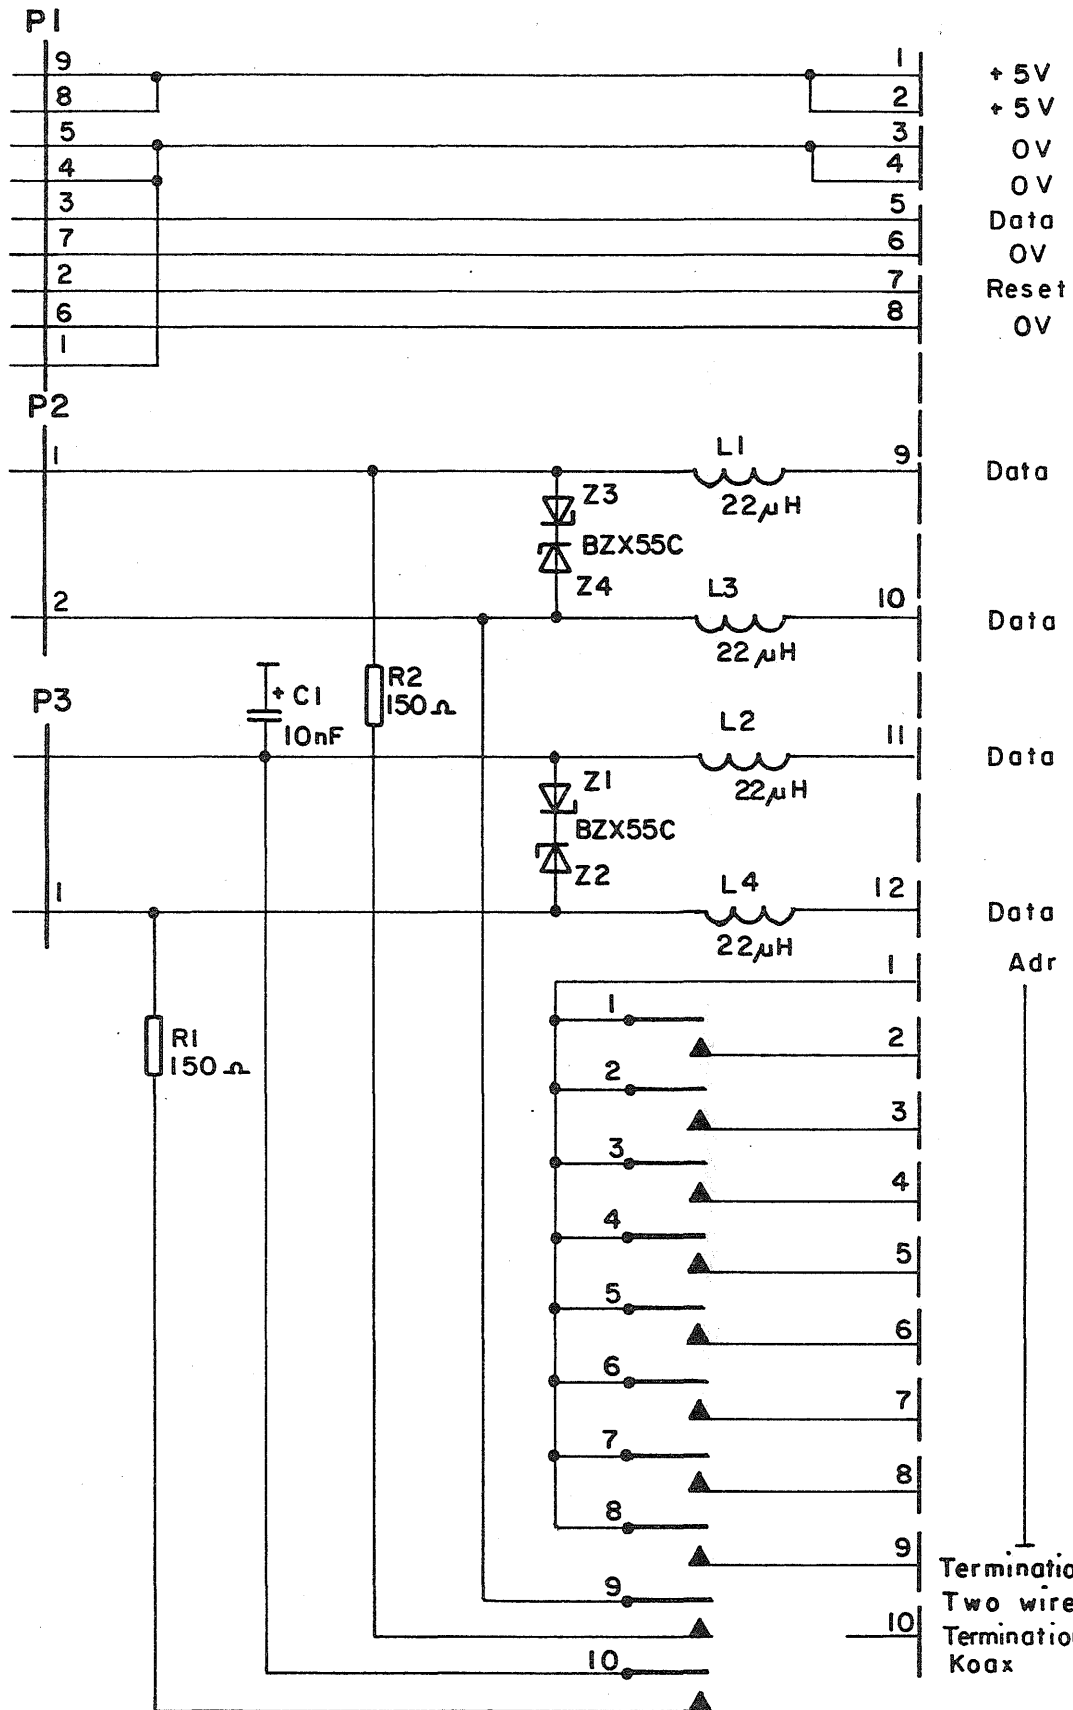 P1
9 1 +5V
8 2 +5V
5 3 0V
4 4 0V
3 5 Data
7 6 0V
2 7 Reset
6 8 0V
1
P2
1 L1 9 Data
22µH
Z3
BZX55C
Z4
2 L3 10 Data
22µH
P3
+ C1
10nF
R2
150Ω
L2 11 Data
22µH
Z1
BZX55C
Z2
1 L4 12 Data
22µH
1 Adr
R1
150Ω
1
2
2
3
3
4
4
5
5
6
6
7
7
8
8
9
Terminatio
9 Two wire
10 Terminatio
Koax
10